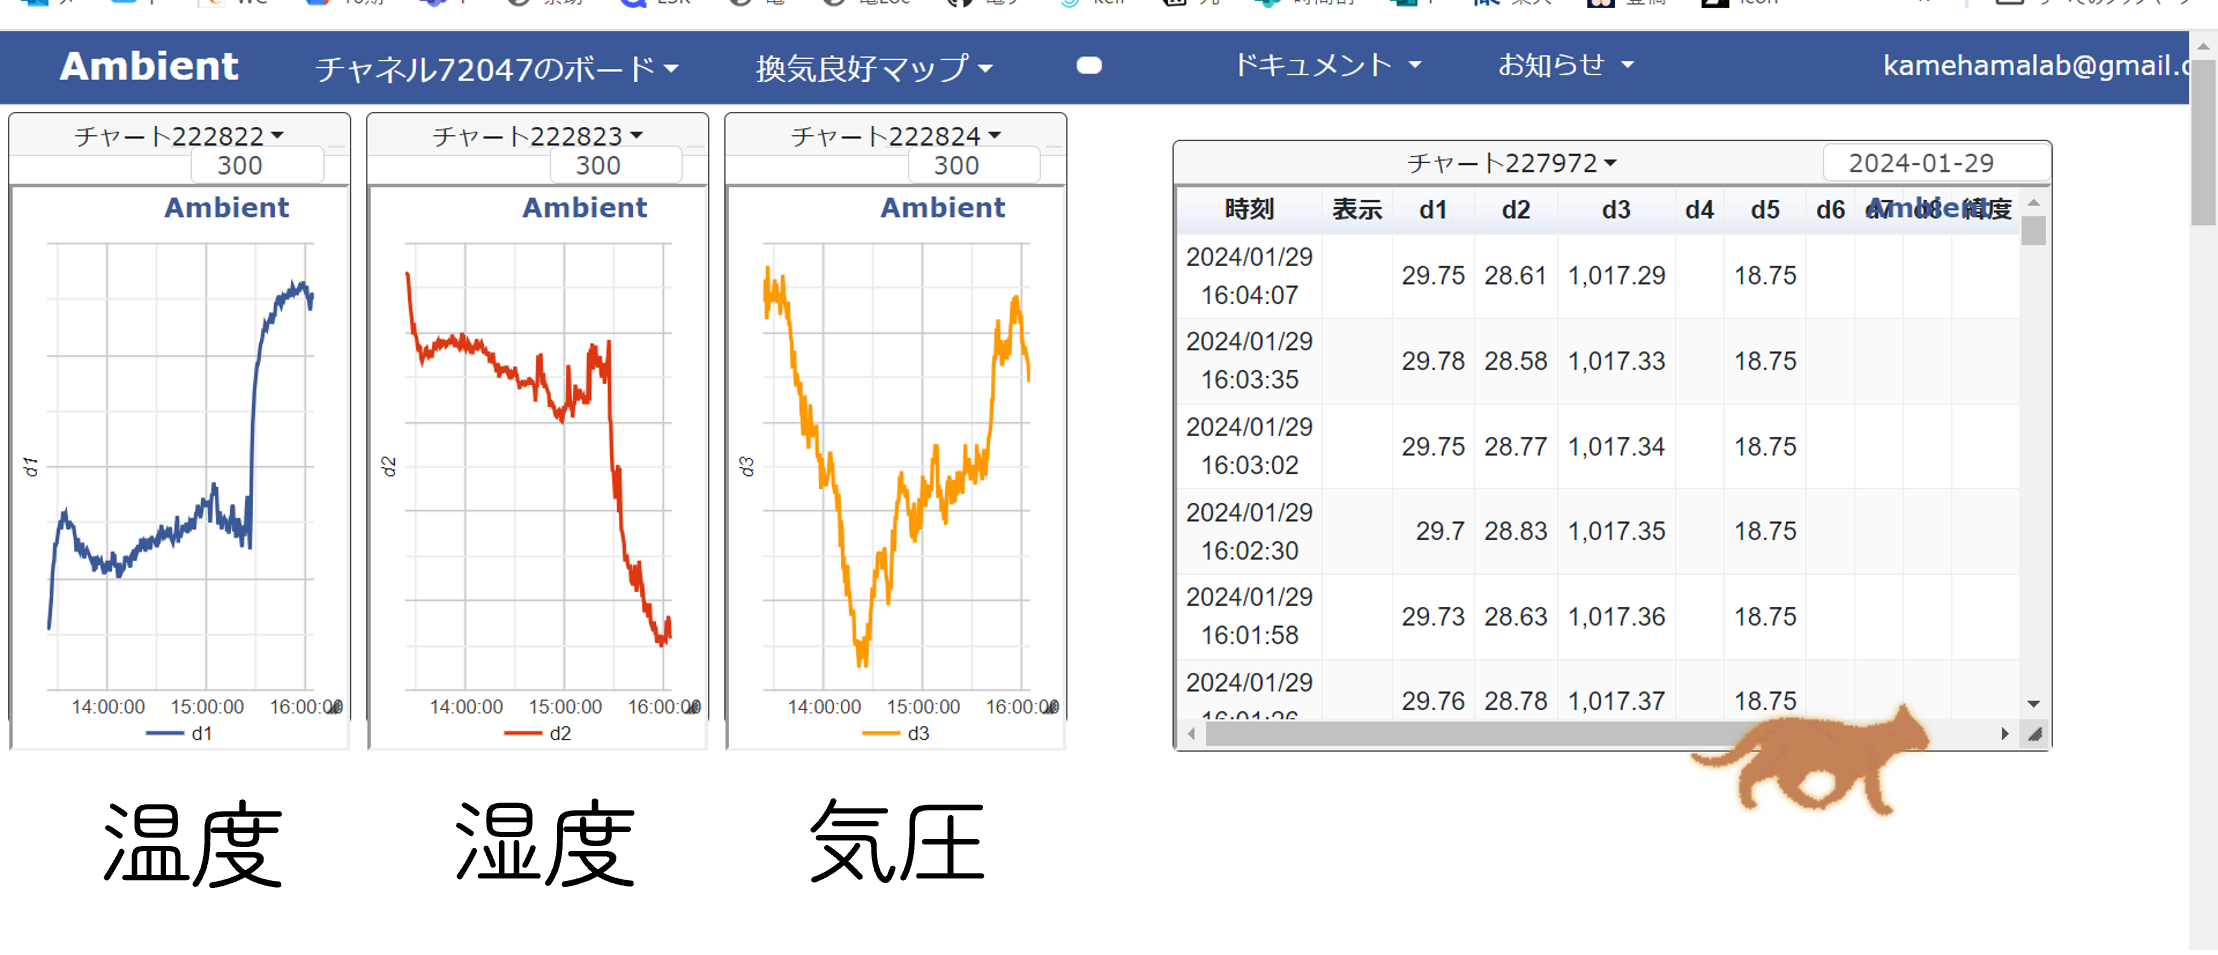 Ambient チャネル72047のボード 換気良好マップ ドキュメント お知らせ kamehamalab@gmail.
チャート222822 チャート222823 チャート222824
300 300 300
チャート227972 2024-01-29
Ambient Ambient Ambient
時刻 表示 d1 d2 d3 d4 d5 d6 d7 d8 緯度
Ambient
2024/01/29
16:04:07 29.75 28.61 1,017.29 18.75
2024/01/29
16:03:35 29.78 28.58 1,017.33 18.75
2024/01/29
16:03:02 29.75 28.77 1,017.34 18.75
2024/01/29
16:02:30 29.7 28.83 1,017.35 18.75
2024/01/29
16:01:58 29.73 28.63 1,017.36 18.75
2024/01/29
16:01:26 29.76 28.78 1,017.37 18.75
d1 d2 d3
14:00:00 15:00:00 16:00:00 14:00:00 15:00:00 16:00:00 14:00:00 15:00:00 16:00:00
d1 d2 d3
温度 湿度 気圧